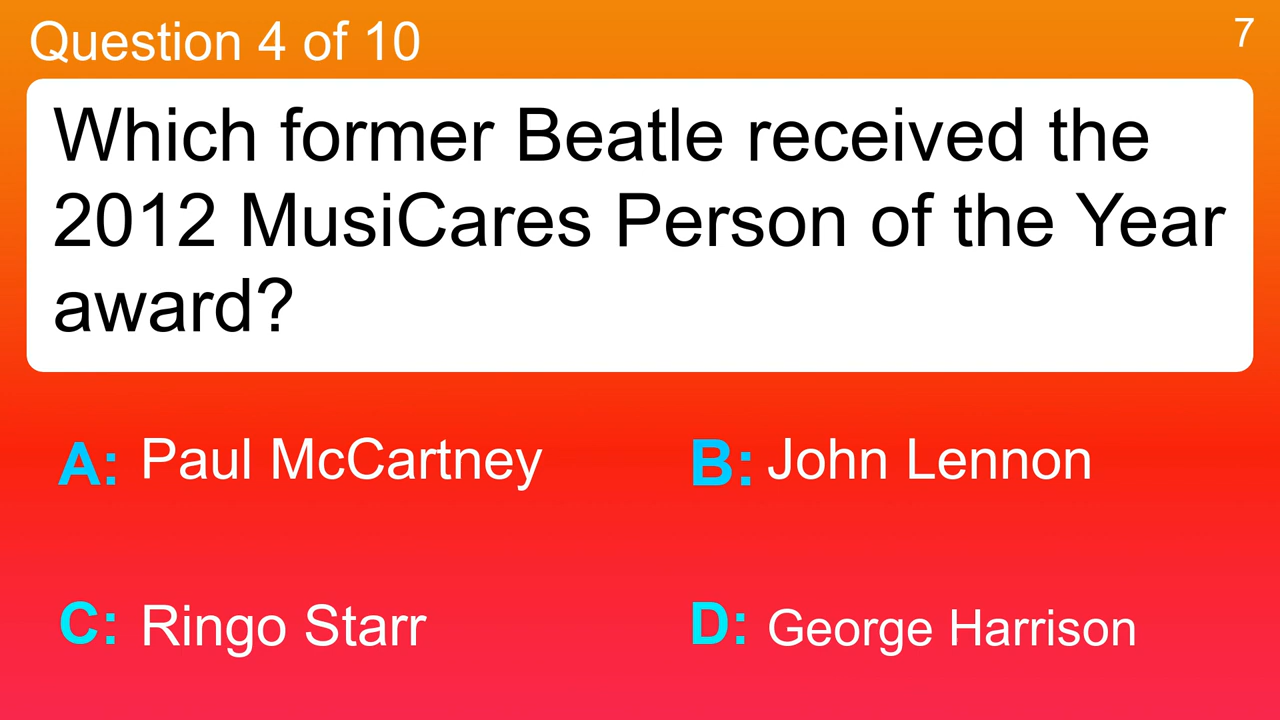 Question 4 of 10
7
Which former Beatle received the
2012 MusiCares Person of the Year
award?
A: Paul McCartney
B: John Lennon
C: Ringo Starr
D: George Harrison